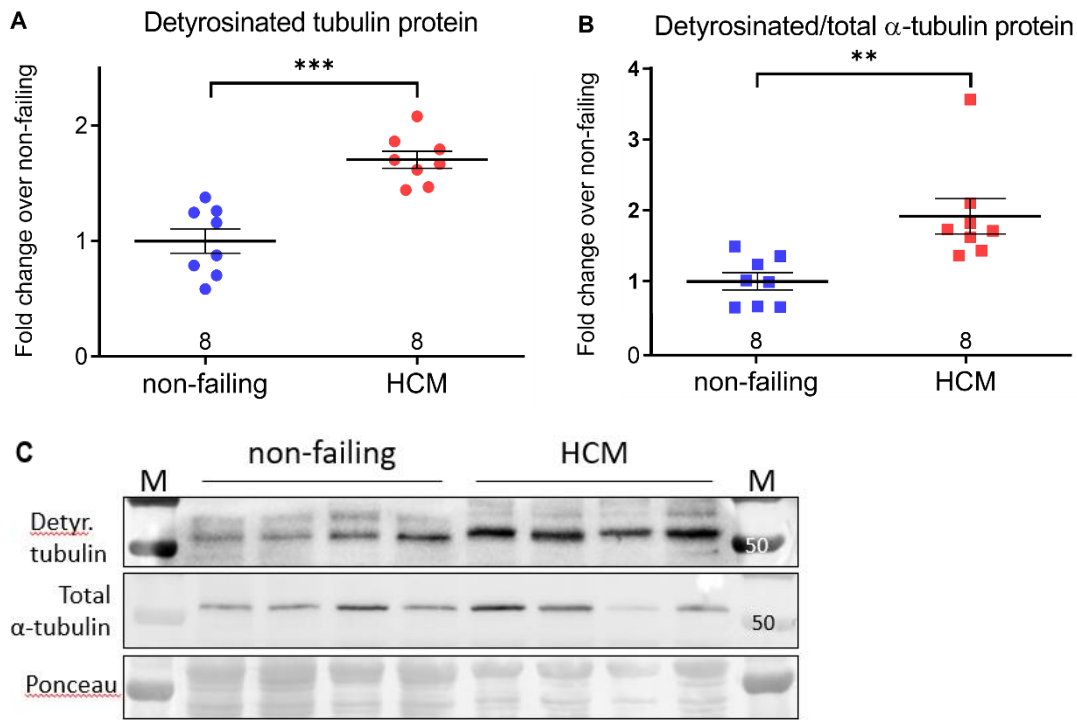 A
Detyrosinated tubulin protein
***
Fold change over non-failing
2
1
0
8
8
non-failing
HCM
B
Detyrosinated/total α-tubulin protein
**
Fold change over non-failing
4
3
2
1
0
8
8
non-failing
HCM
C
non-failing
HCM
M
M
Detyr.
tubulin
50
Total
α-tubulin
50
Ponceau